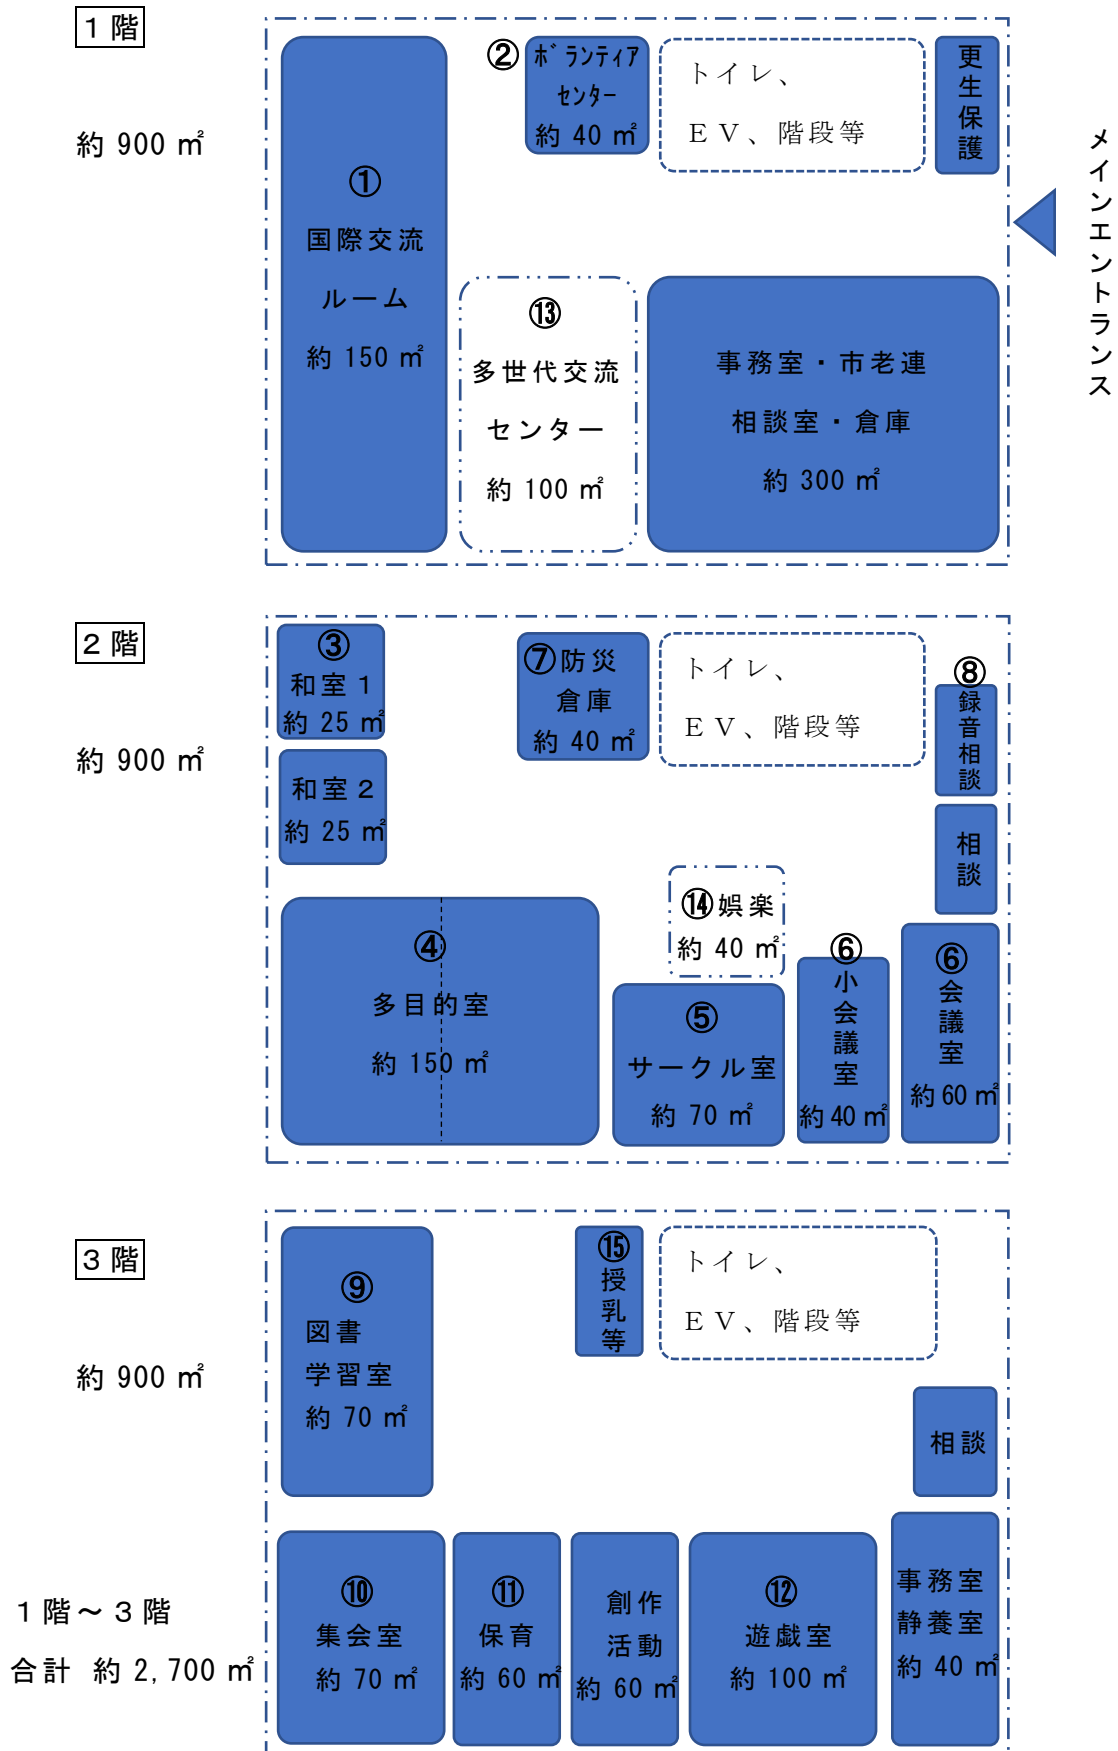 １階
約 900 ㎡
①
国際交流
ルーム
約 150 ㎡
②
ﾎﾞﾗﾝﾃｨｱ
ｾﾝﾀｰ
約 40 ㎡
トイレ、
ＥＶ、階段等
更生保護
メインエントランス
⑬
多世代交流
センター
約 100 ㎡
事務室・市老連
相談室・倉庫
約 300 ㎡
２階
約 900 ㎡
③
和室１
約 25 ㎡
和室２
約 25 ㎡
⑦防災
倉庫
約 40 ㎡
トイレ、
ＥＶ、階段等
⑧
録音相談
相談
④
多目的室
約 150 ㎡
⑭娯楽
約 40 ㎡
⑤
サークル室
約 70 ㎡
⑥
小会議室
約 40 ㎡
⑥
会議室
約 60 ㎡
３階
約 900 ㎡
⑨
図書
学習室
約 70 ㎡
⑮
授乳等
トイレ、
ＥＶ、階段等
相談
⑩
集会室
約 70 ㎡
⑪
保育
約 60 ㎡
創作
活動
約 60 ㎡
⑫
遊戯室
約 100 ㎡
事務室
静養室
約 40 ㎡
１階～３階
合計 約 2,700 ㎡